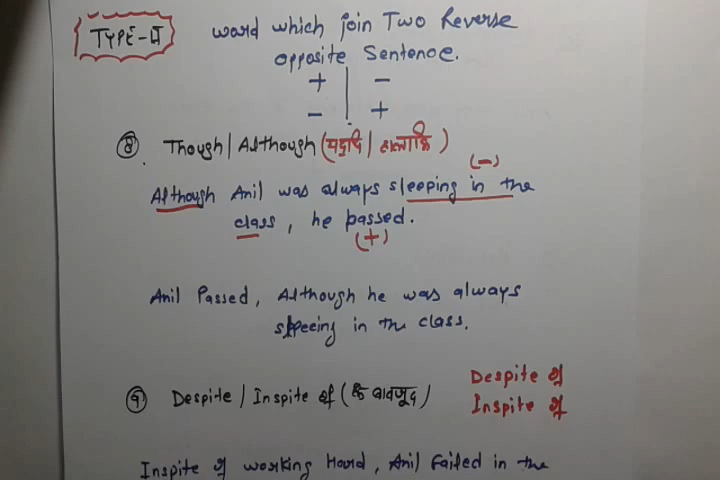 TYPE-II
word which join Two Reverse
opposite Sentence.
+ | -
- | +
⑧ Though / Although (यद्यपि / हालांकि)
(-)
Although Anil was always sleeping in the
class, he passed.
(+)
Anil Passed, Although he was always
in the class.
⑨ Despite / Inspite of (के बावजूद)
Despite of
Inspite of
Inspite of working Hard, Anil Failed in the